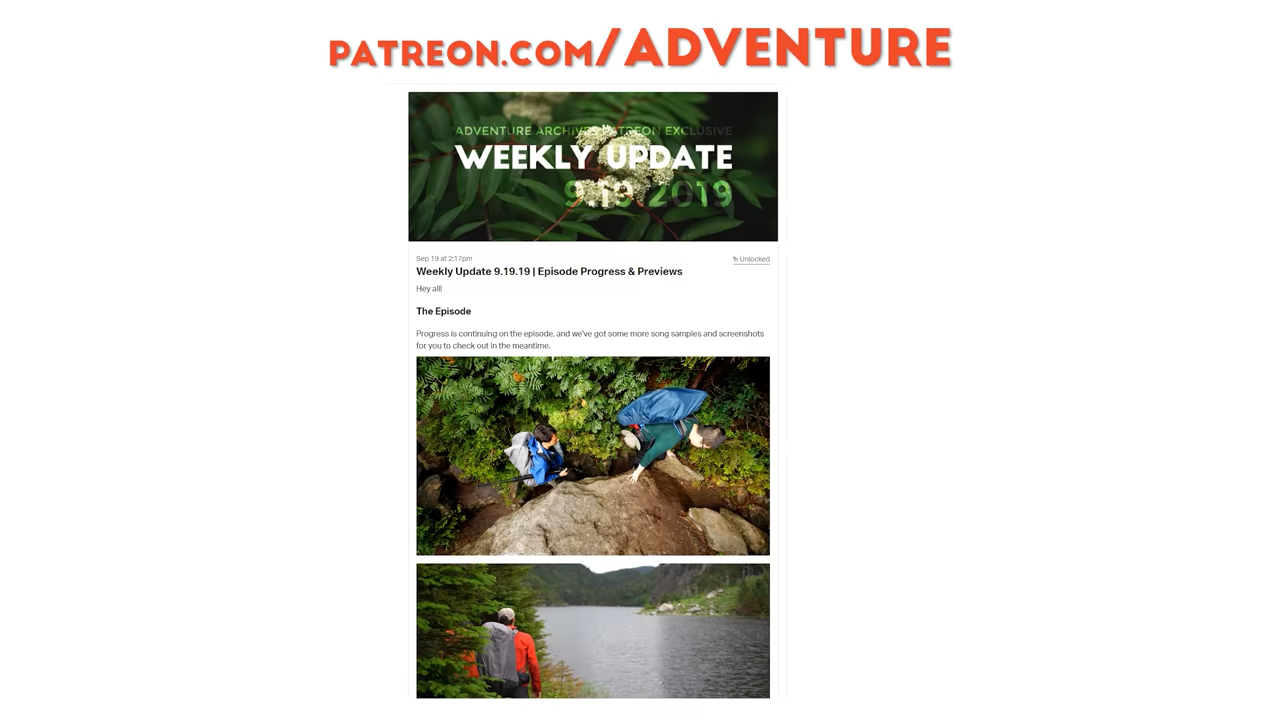 PATREON.COM/ADVENTURE
ADVENTURE ARCHIVES PATREON EXCLUSIVE
WEEKLY UPDATE
9.19.2019
Sep 19 at 2:17pm
Unlocked
Weekly Update 9.19.19 | Episode Progress & Previews
Hey all!
The Episode
Progress is continuing on the episode, and we've got some more song samples and screenshots
for you to check out in the meantime.